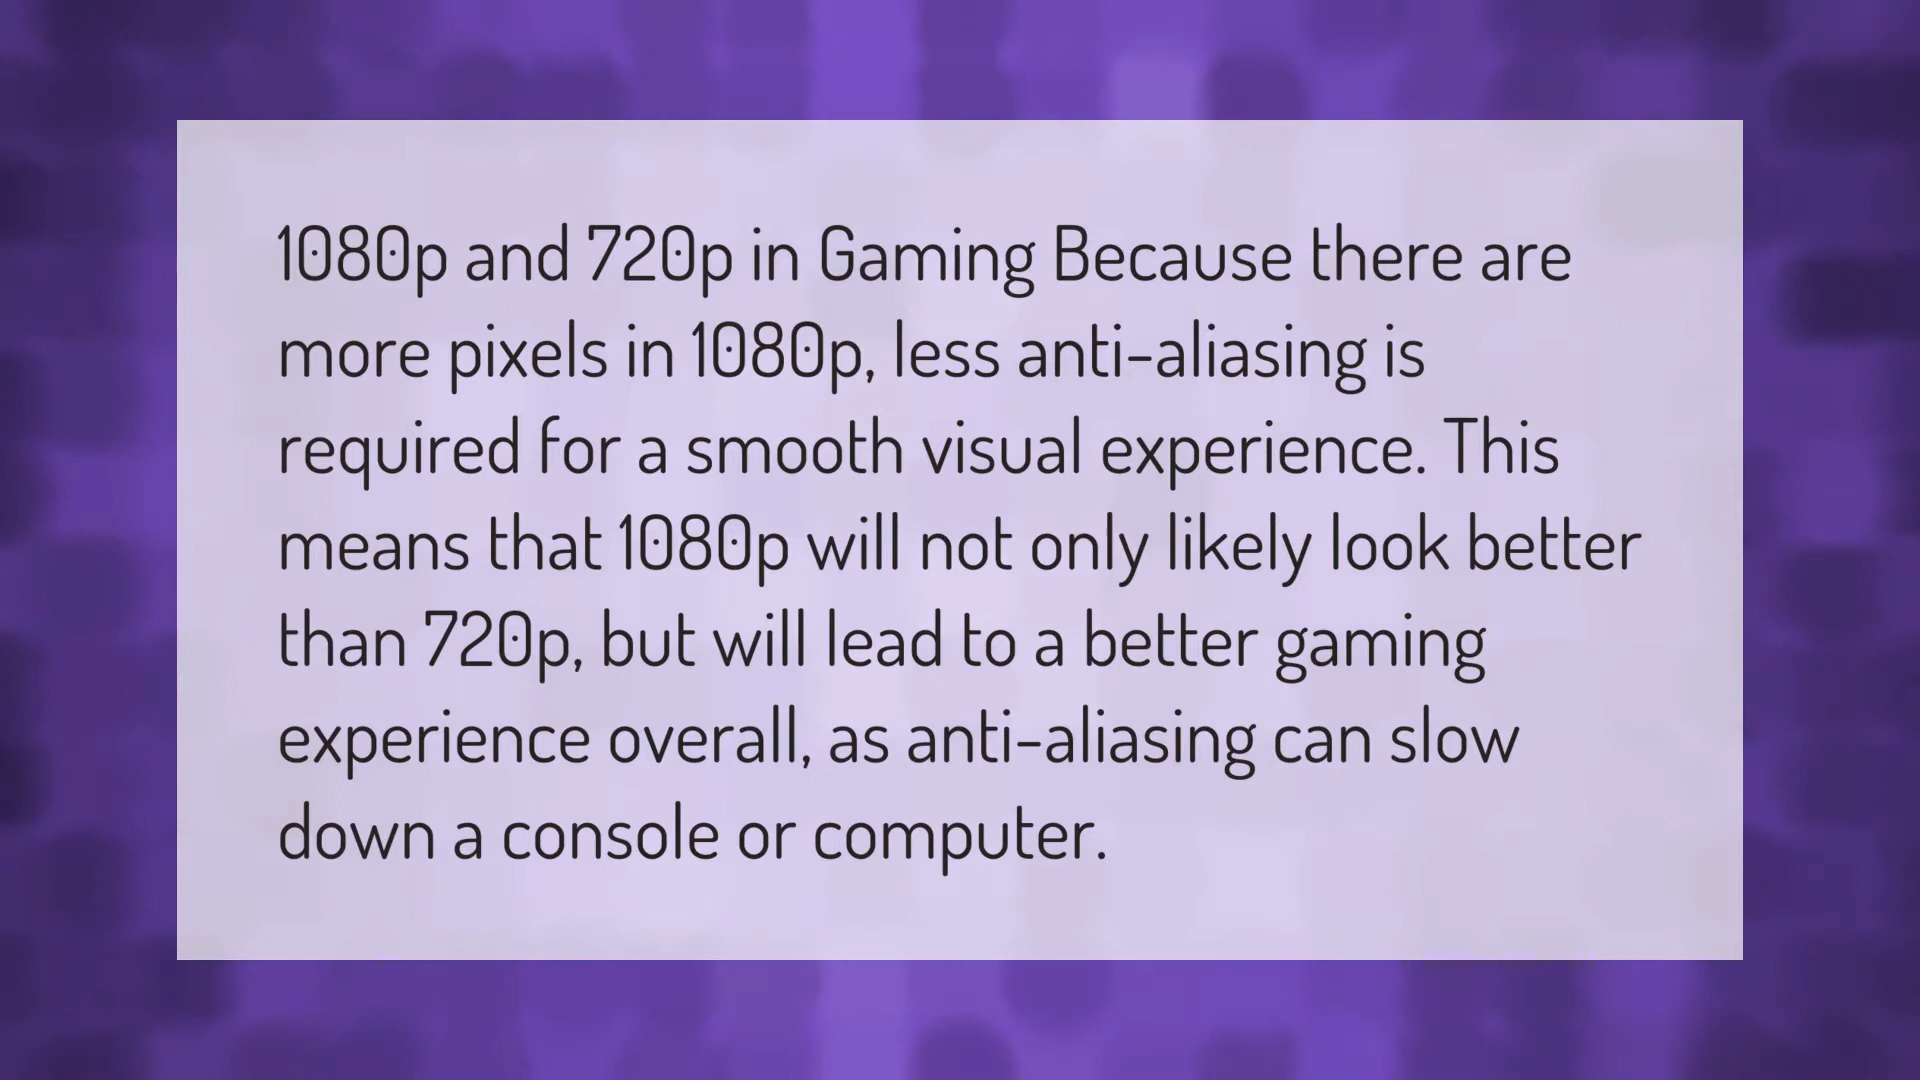 1080p and 720p in Gaming Because there are
more pixels in 1080p, less anti-aliasing is
required for a smooth visual experience. This
means that 1080p will not only likely look better
than 720p, but will lead to a better gaming
experience overall, as anti-aliasing can slow
down a console or computer.